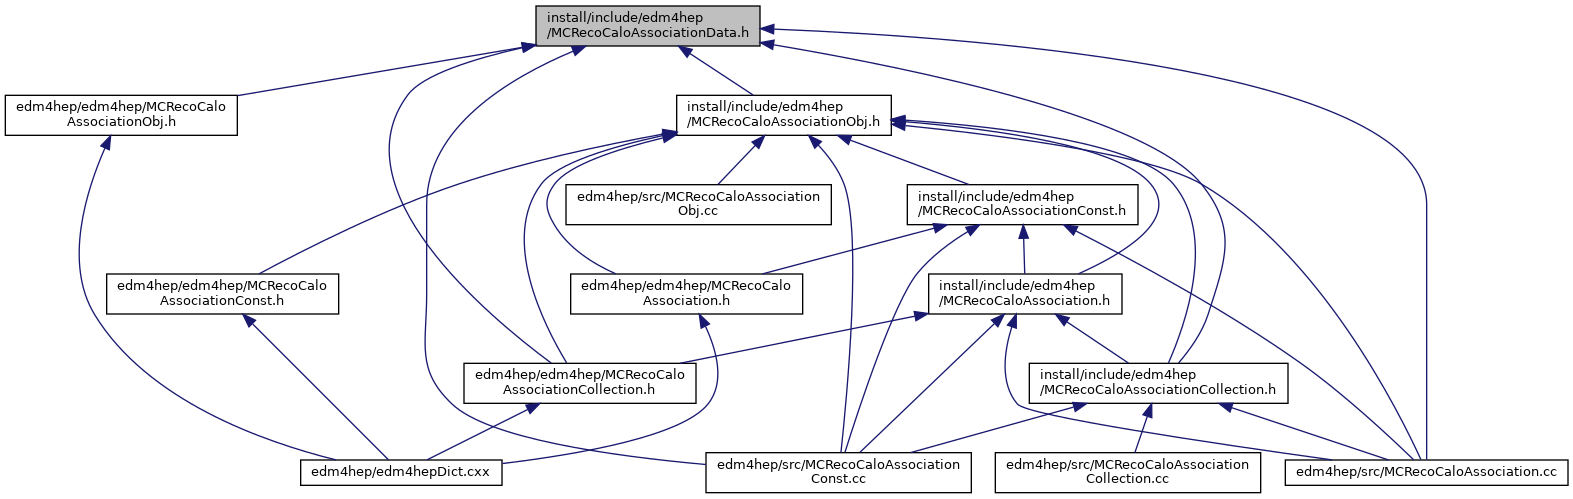 install/include/edm4hep
/MCRecoCaloAssociationData.h
edm4hep/edm4hep/MCRecoCalo
AssociationObj.h
install/include/edm4hep
/MCRecoCaloAssociationObj.h
edm4hep/src/MCRecoCaloAssociation
Obj.cc
install/include/edm4hep
/MCRecoCaloAssociationConst.h
edm4hep/edm4hep/MCRecoCalo
AssociationConst.h
edm4hep/edm4hep/MCRecoCalo
Association.h
install/include/edm4hep
/MCRecoCaloAssociation.h
edm4hep/edm4hep/MCRecoCalo
AssociationCollection.h
install/include/edm4hep
/MCRecoCaloAssociationCollection.h
edm4hep/edm4hepDict.cxx
edm4hep/src/MCRecoCaloAssociation
Const.cc
edm4hep/src/MCRecoCaloAssociation
Collection.cc
edm4hep/src/MCRecoCaloAssociation.cc